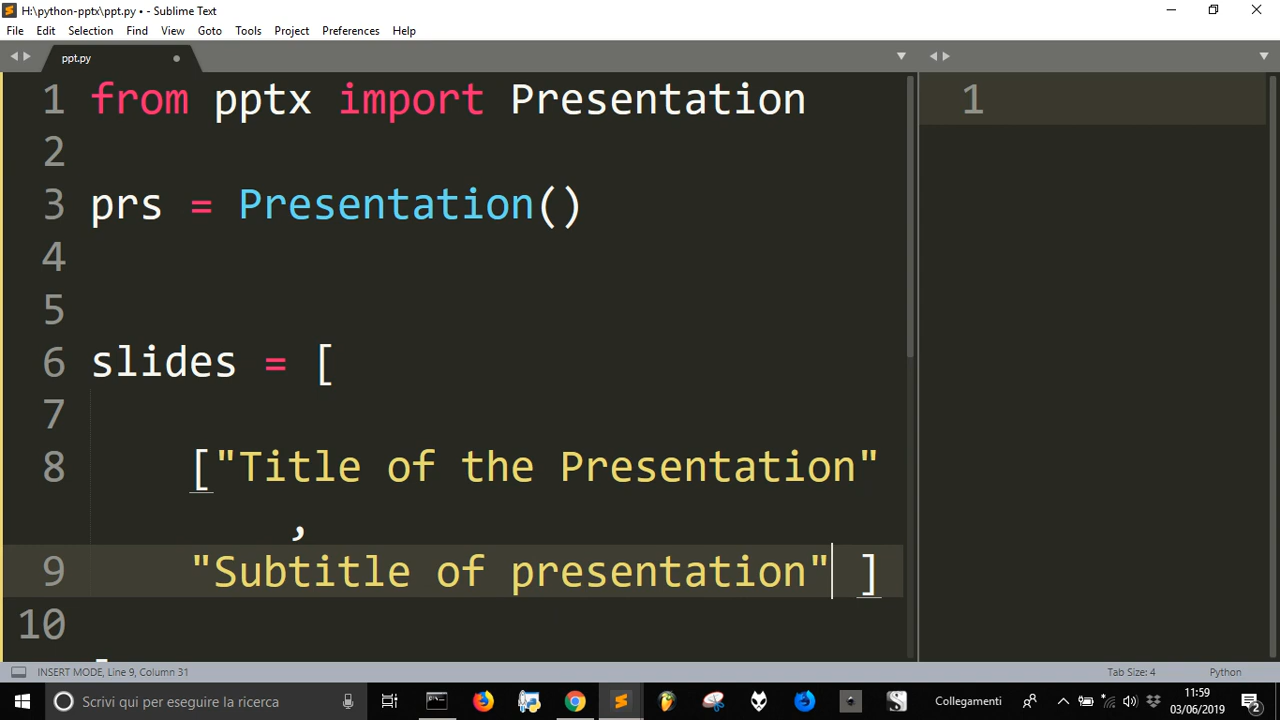 H:\python-pptx\ppt.py • - Sublime Text
File Edit Selection Find View Goto Tools Project Preferences Help
ppt.py
1 from pptx import Presentation
2
3 prs = Presentation()
4
5
6 slides = [
7
8 ["Title of the Presentation"
,
9 "Subtitle of presentation" ]
10
1
INSERT MODE, Line 9, Column 31
Tab Size: 4
Python
Scrivi qui per eseguire la ricerca
Collegamenti
11:59
03/06/2019
2